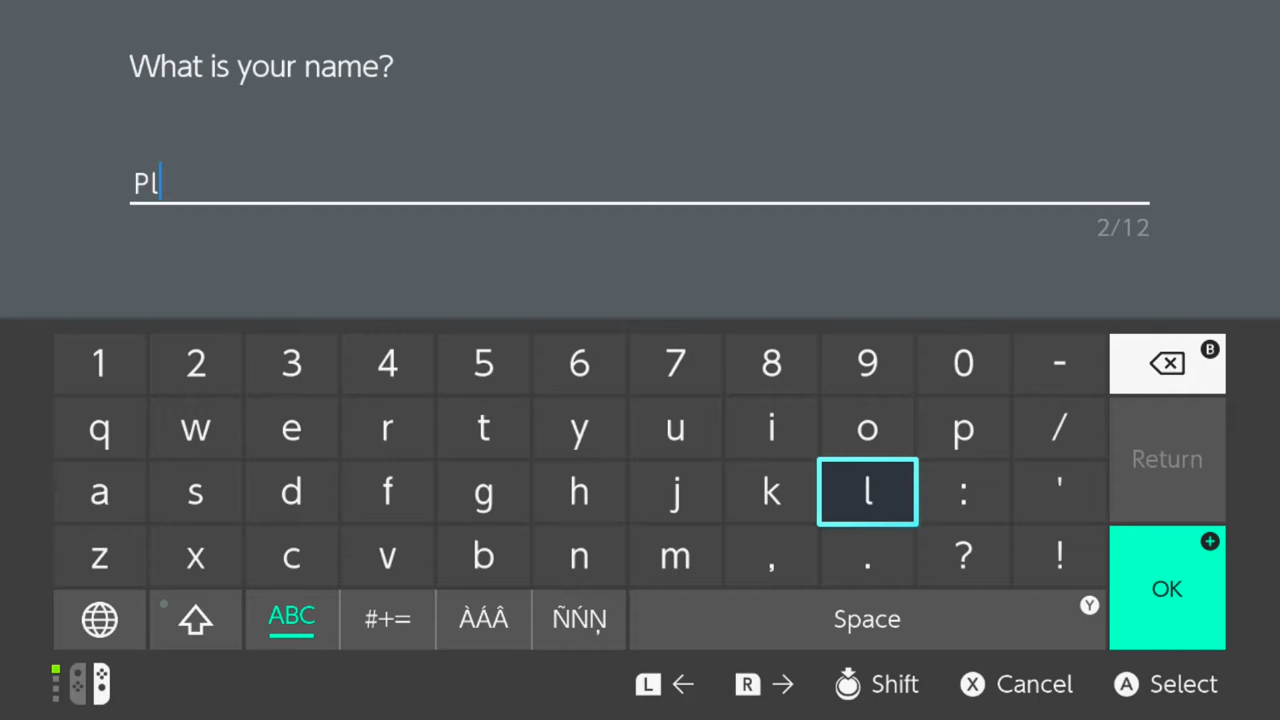 What is your name?
Pl
2/12
1 2 3 4 5 6 7 8 9 0 - B
q w e r t y u i o p / Return
a s d f g h j k l : '
z x c v b n m , . ? ! OK +
ABC #+= ÀÁÂ ÑŃŅ Space Y
L ← R → Shift X Cancel A Select